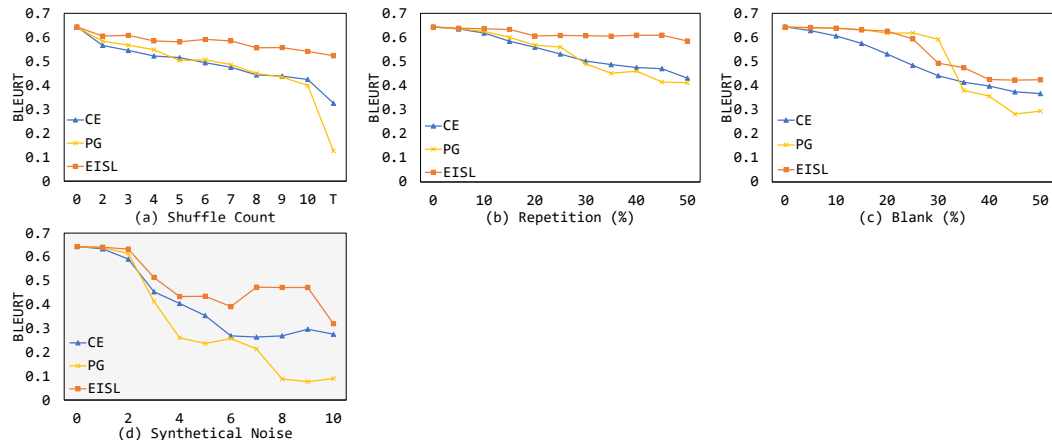 BLEURT
0.7
0.6
0.5
0.4
0.3
0.2
0.1
0
CE
PG
EISL
0 2 3 4 5 6 7 8 9 10 T
(a) Shuffle Count
BLEURT
0.7
0.6
0.5
0.4
0.3
0.2
0.1
0
CE
PG
EISL
0 10 20 30 40 50
(b) Repetition (%)
BLEURT
0.7
0.6
0.5
0.4
0.3
0.2
0.1
0
CE
PG
EISL
0 10 20 30 40 50
(c) Blank (%)
BLEURT
0.7
0.6
0.5
0.4
0.3
0.2
0.1
0
CE
PG
EISL
0 2 4 6 8 10
(d) Synthetical Noise